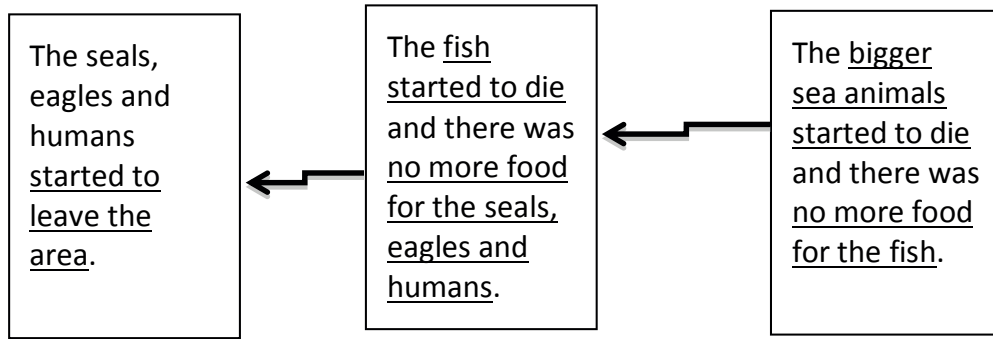 The seals,
eagles and
humans
started to
leave the
area.
The fish
started to die
and there was
no more food
for the seals,
eagles and
humans.
The bigger
sea animals
started to die
and there was
no more food
for the fish.